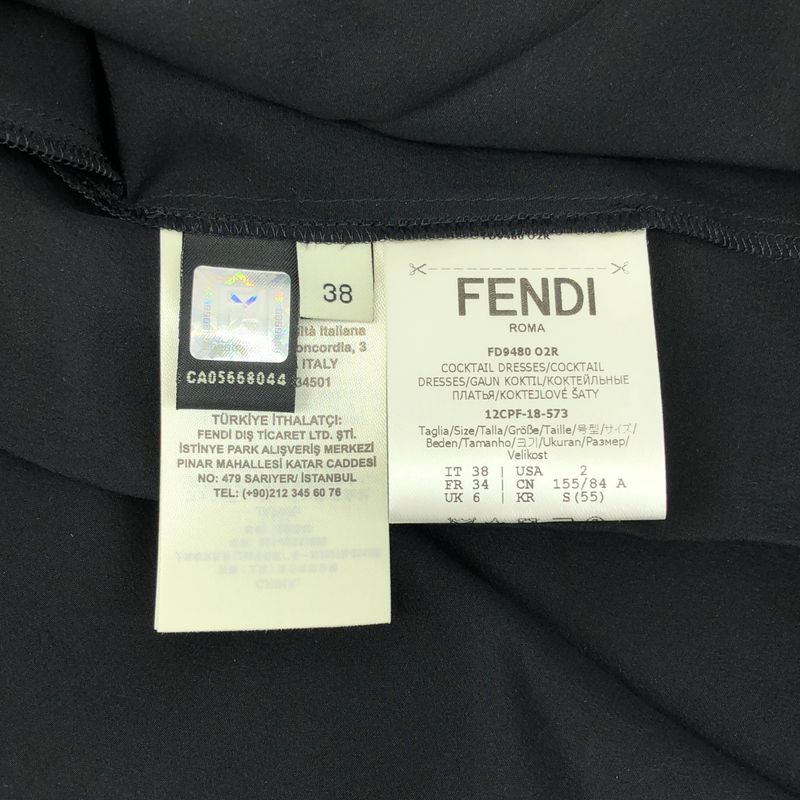 38
CA05668044
ltà Italiana
oncordia, 3
ITALY
34501
TÜRKİYE İTHALATÇI:
FENDI DIŞ TİCARET LTD. ŞTİ.
İSTİNYE PARK ALIŞVERİŞ MERKEZİ
PINAR MAHALLESİ KATAR CADDESİ
NO: 479 SARIYER/ İSTANBUL
TEL: (+90)212 345 60 76
FD9480 O2R
FENDI
ROMA
FD9480 O2R
COCKTAIL DRESSES/COCKTAIL
DRESSES/GAUN KOKTIL/КОКТЕЙЛЬНЫЕ
ПЛАТЬЯ/KOKTEJLOVÉ ŠATY
12CPF-18-573
Taglia/Size/Talla/Größe/Taille/号型/サイズ/
Beden/Tamanho/크기/Ukuran/Размер/
Velikost
IT 38 | USA 2
FR 34 | CN 155/84 A
UK 6 | KR S (55)